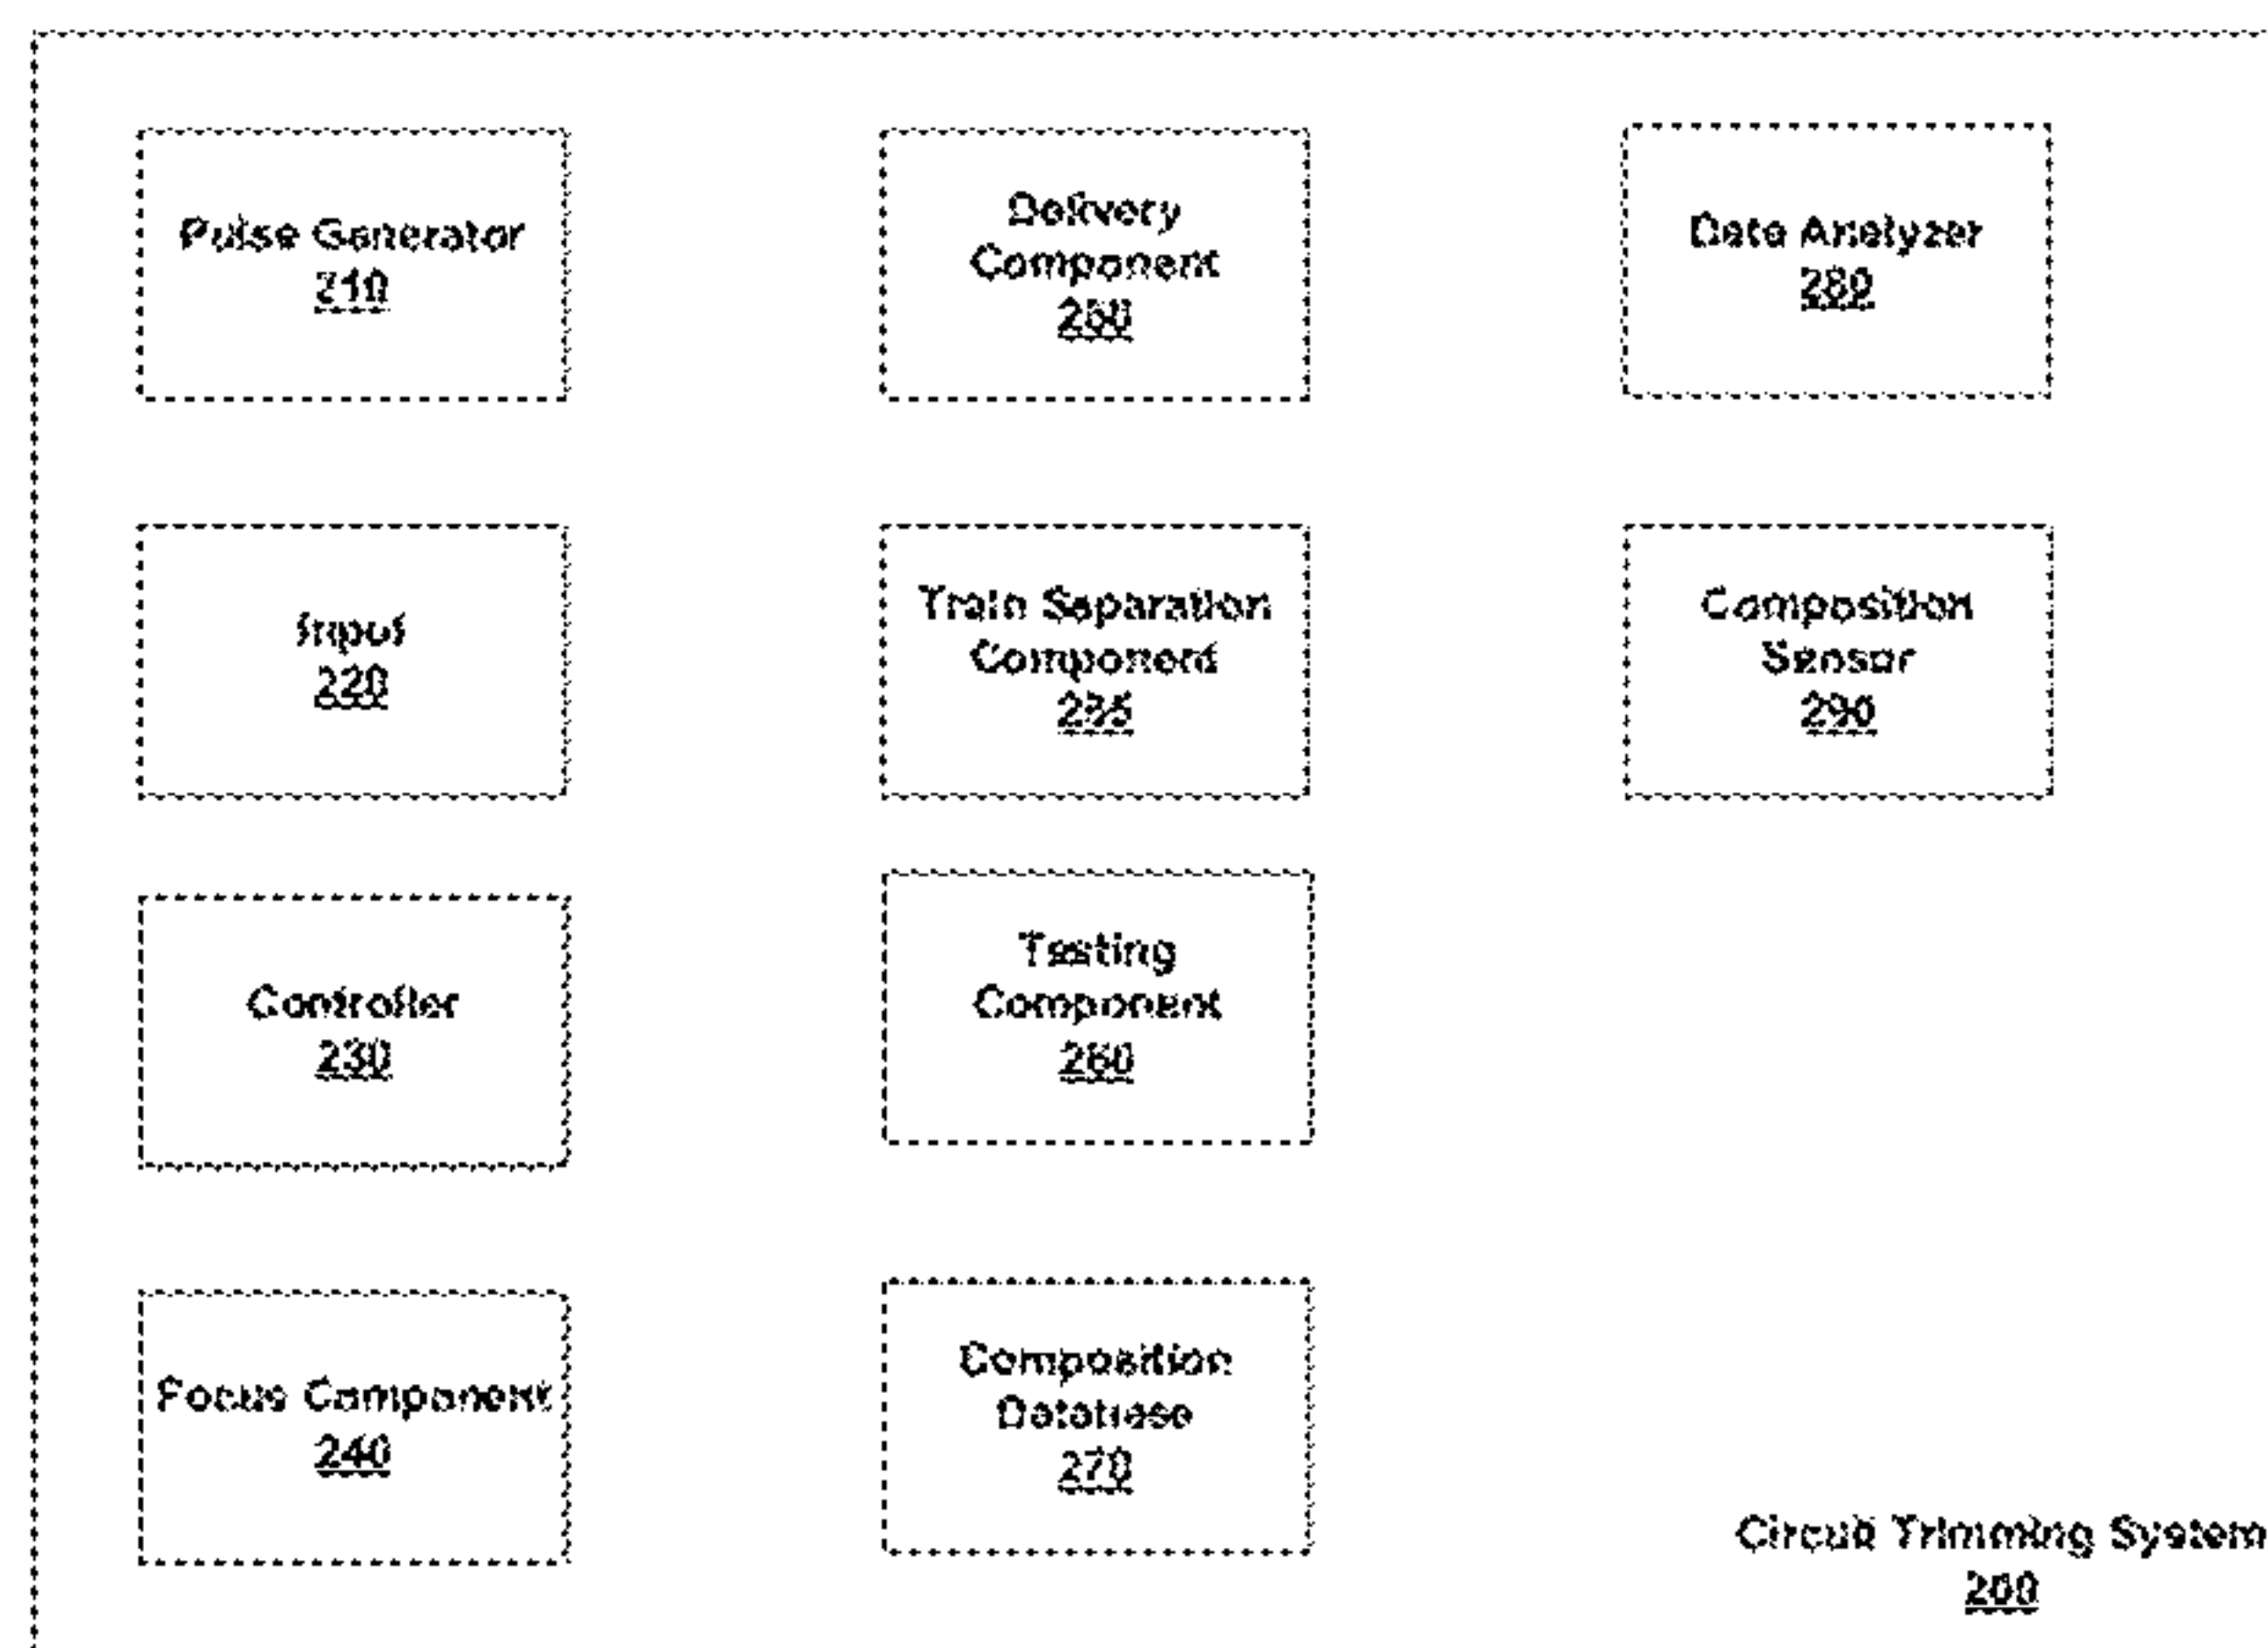 Pulse Generator
210
Input
220
Controller
230
Focus Component
240
Delivery
Component
250
Train Separation
Component
Testing
Component
260
Composition
Database
270
Data Analyzer
280
Composition
Sensor
290
Circuit Trimming System
200